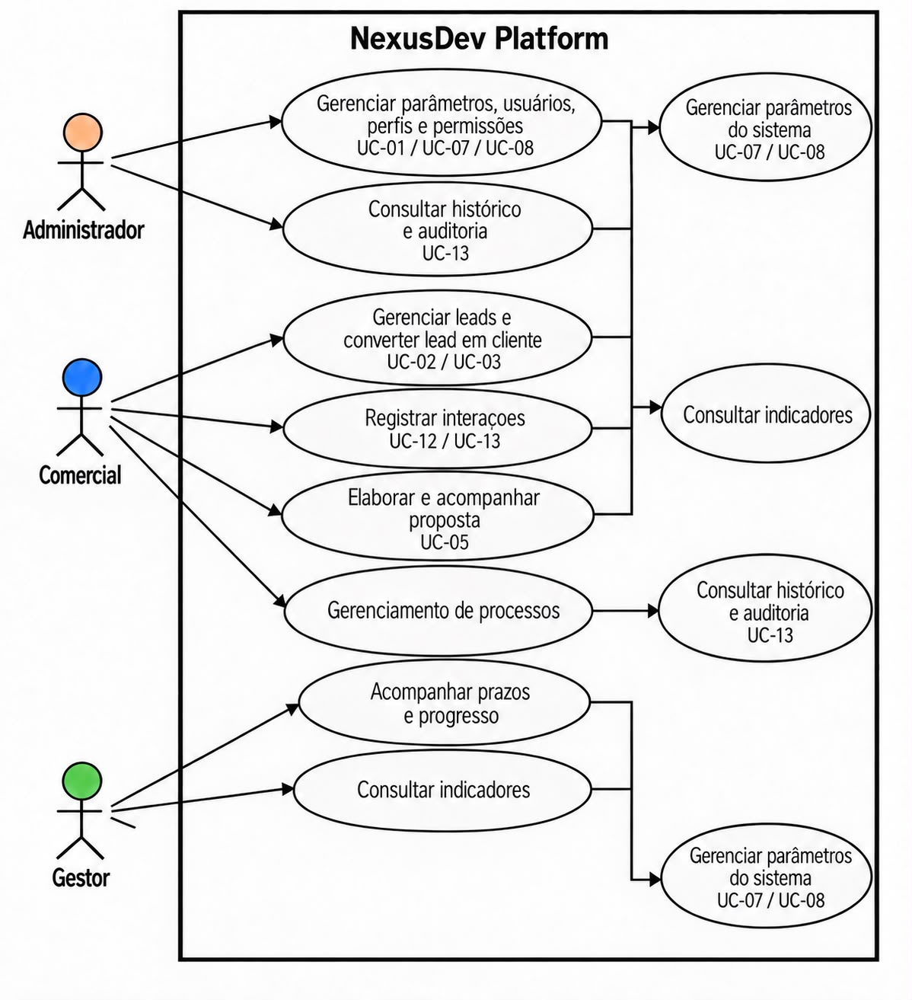 NexusDev Platform
Gerenciar parâmetros, usuários,
perfis e permissões
UC-01 / UC-07 / UC-08
Gerenciar parâmetros
do sistema
UC-07 / UC-08
Administrador
Consultar histórico
e auditoria
UC-13
Gerenciar leads e
converter lead em cliente
UC-02 / UC-03
Comercial
Registrar interaçoes
UC-12 / UC-13
Consultar indicadores
Elaborar e acompanhar
proposta
UC-05
Gerenciamento de processos
Consultar histórico
e auditoria
UC-13
Acompanhar prazos
e progresso
Gestor
Consultar indicadores
Gerenciar parâmetros
do sistema
UC-07 / UC-08